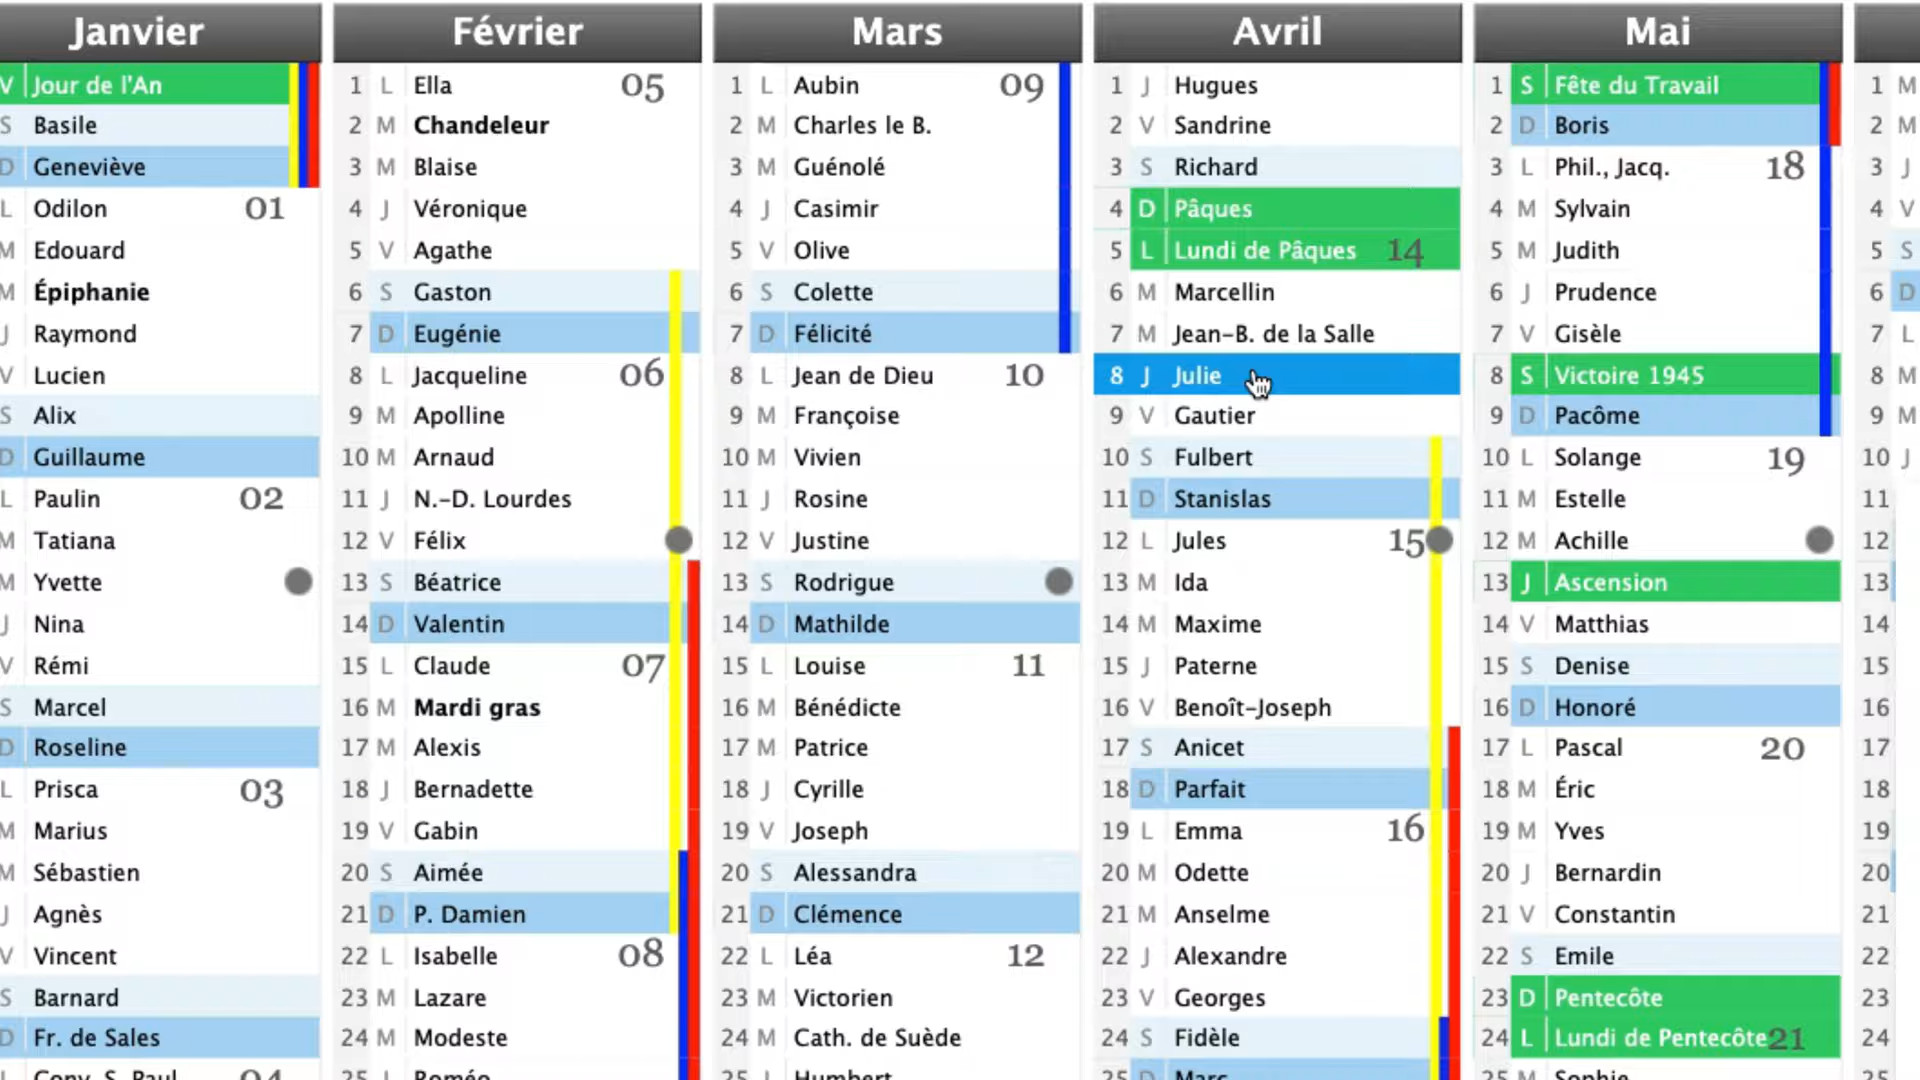 Janvier
V Jour de l'An
S Basile
D Geneviève
L Odilon 01
M Edouard
M Épiphanie
J Raymond
V Lucien
S Alix
D Guillaume
L Paulin 02
M Tatiana
M Yvette
J Nina
V Rémi
S Marcel
D Roseline
L Prisca 03
M Marius
M Sébastien
J Agnès
V Vincent
S Barnard
D Fr. de Sales
Conv. S. Paul 04
Février
1 L Ella 05
2 M Chandeleur
3 M Blaise
4 J Véronique
5 V Agathe
6 S Gaston
7 D Eugénie
8 L Jacqueline 06
9 M Apolline
10 M Arnaud
11 J N.-D. Lourdes
12 V Félix
13 S Béatrice
14 D Valentin
15 L Claude 07
16 M Mardi gras
17 M Alexis
18 J Bernadette
19 V Gabin
20 S Aimée
21 D P. Damien
22 L Isabelle 08
23 M Lazare
24 M Modeste
25 J Roméo
Mars
1 L Aubin 09
2 M Charles le B.
3 M Guénolé
4 J Casimir
5 V Olive
6 S Colette
7 D Félicité
8 L Jean de Dieu 10
9 M Françoise
10 M Vivien
11 J Rosine
12 V Justine
13 S Rodrigue
14 D Mathilde
15 L Louise 11
16 M Bénédicte
17 M Patrice
18 J Cyrille
19 V Joseph
20 S Alessandra
21 D Clémence
22 L Léa 12
23 M Victorien
24 M Cath. de Suède
25 J Humbert
Avril
1 J Hugues
2 V Sandrine
3 S Richard
4 D Pâques
5 L Lundi de Pâques 14
6 M Marcellin
7 M Jean-B. de la Salle
8 J Julie
9 V Gautier
10 S Fulbert
11 D Stanislas
12 L Jules 15
13 M Ida
14 M Maxime
15 J Paterne
16 V Benoît-Joseph
17 S Anicet
18 D Parfait
19 L Emma 16
20 M Odette
21 M Anselme
22 J Alexandre
23 V Georges
24 S Fidèle
25 D Marc
Mai
1 S Fête du Travail
2 D Boris
3 L Phil., Jacq. 18
4 M Sylvain
5 M Judith
6 J Prudence
7 V Gisèle
8 S Victoire 1945
9 D Pacôme
10 L Solange 19
11 M Estelle
12 M Achille
13 J Ascension
14 V Matthias
15 S Denise
16 D Honoré
17 L Pascal 20
18 M Éric
19 M Yves
20 J Bernardin
21 V Constantin
22 S Emile
23 D Pentecôte
24 L Lundi de Pentecôte 21
25 M Sophie
1 M
2 M
3 J
4 V
5 S
6 D
7 L
8 M
9 M
10 J
11
12
13
14
15
16
17
18
19
20
21
22
23
24
25